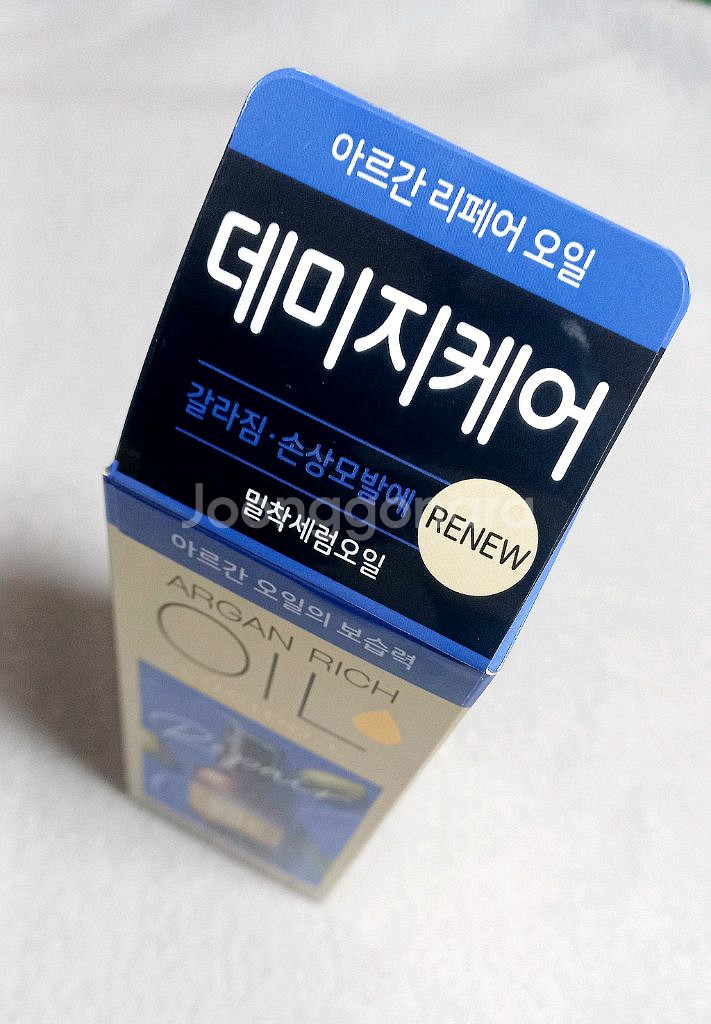 아르간 리페어 오일
데미지케어
갈라짐·손상모발에
밀착세럼오일
RENEW
Joonggonara
아르간 오일의 보습력
ARGAN RICH
OIL
Repair